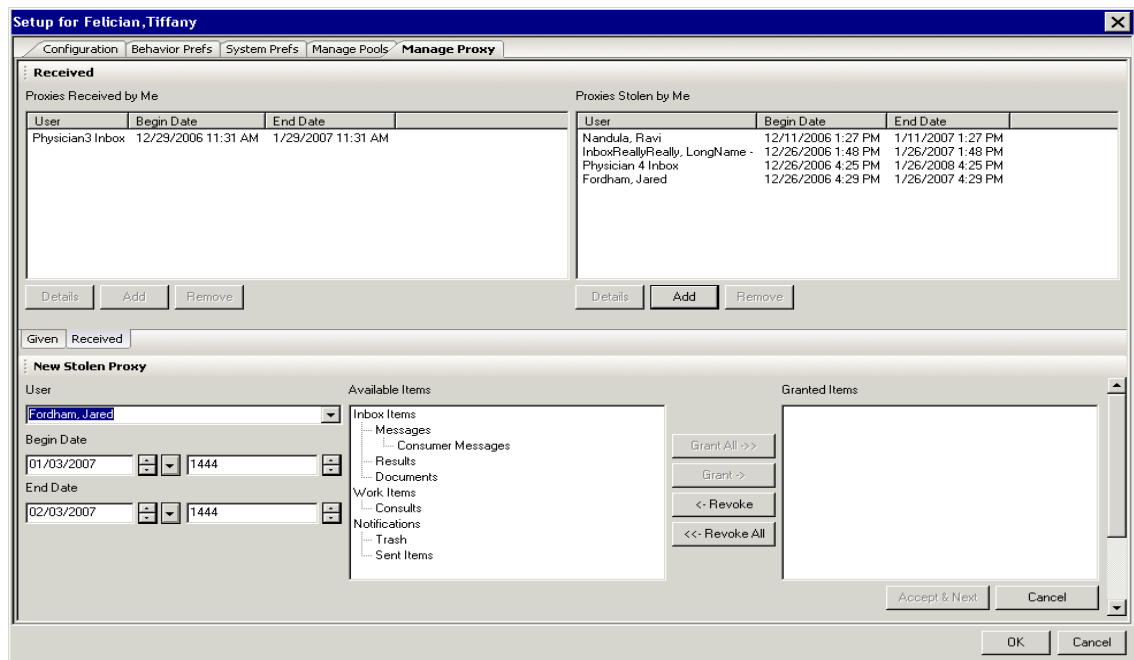 Setup for Felician,Tiffany
Configuration Behavior Prefs System Prefs Manage Pools Manage Proxy
Received
Proxies Received by Me
User Begin Date End Date
Physician3 Inbox 12/29/2006 11:31 AM 1/29/2007 11:31 AM
Details Add Remove
Proxies Stolen by Me
User Begin Date End Date
Nandula, Ravi 12/11/2006 1:27 PM 1/11/2007 1:27 PM
InboxReallyReally, LongName - 12/26/2006 1:48 PM 1/26/2007 1:48 PM
Physician 4 Inbox 12/26/2006 4:25 PM 1/26/2008 4:25 PM
Fordham, Jared 12/26/2006 4:29 PM 1/26/2007 4:29 PM
Details Add Remove
Given Received
New Stolen Proxy
User
Fordham, Jared
Begin Date
01/03/2007 1444
End Date
02/03/2007 1444
Available Items
Inbox Items
Messages
Consumer Messages
Results
Documents
Work Items
Consults
Notifications
Trash
Sent Items
Grant All ->>
Grant ->
<- Revoke
<<- Revoke All
Granted Items
Accept & Next Cancel
OK Cancel